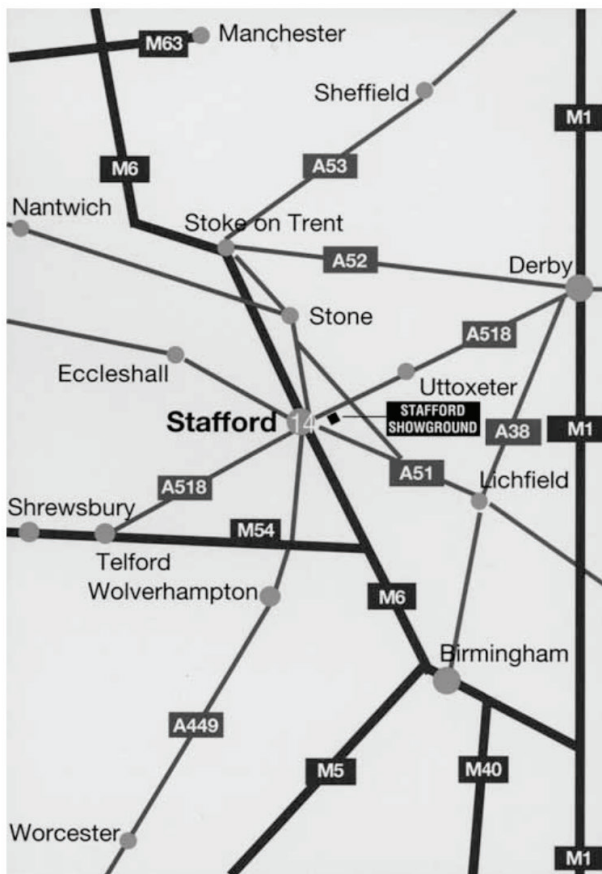 Manchester
M63
Sheffield
M1
M6
A53
Nantwich
Stoke on Trent
A52
Derby
Stone
A518
Eccleshall
Uttoxeter
STAFFORD
SHOWGROUND
Stafford
14
A38
M1
A51
Lichfield
A518
Shrewsbury
M54
Telford
Wolverhampton
M6
Birmingham
A449
M5
M40
Worcester
M1